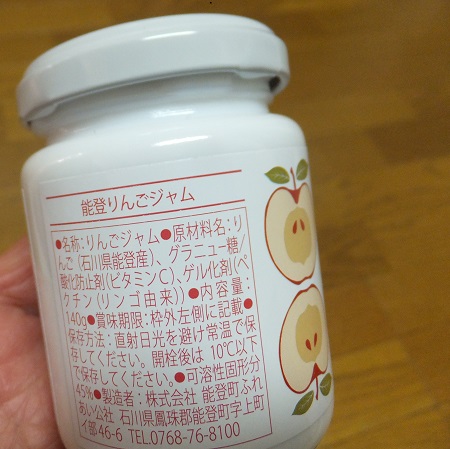 能登りんごジャム
●名称：りんごジャム●原材料名：り
んご（石川県能登産）、グラニュー糖/
酸化防止剤(ビタミンC)、ゲル化剤(ペ
クチン(リンゴ由来))●内容量：
140g●賞味期限：枠外左側に記載●
保存方法：直射日光を避け常温で保
存してください。開栓後は 10℃以下
で保存してください。●可溶性固形分
45%●製造者：株式会社 能登町ふれ
あい公社 石川県鳳珠郡能登町字上町
イ部46-6 TEL.0768-76-8100